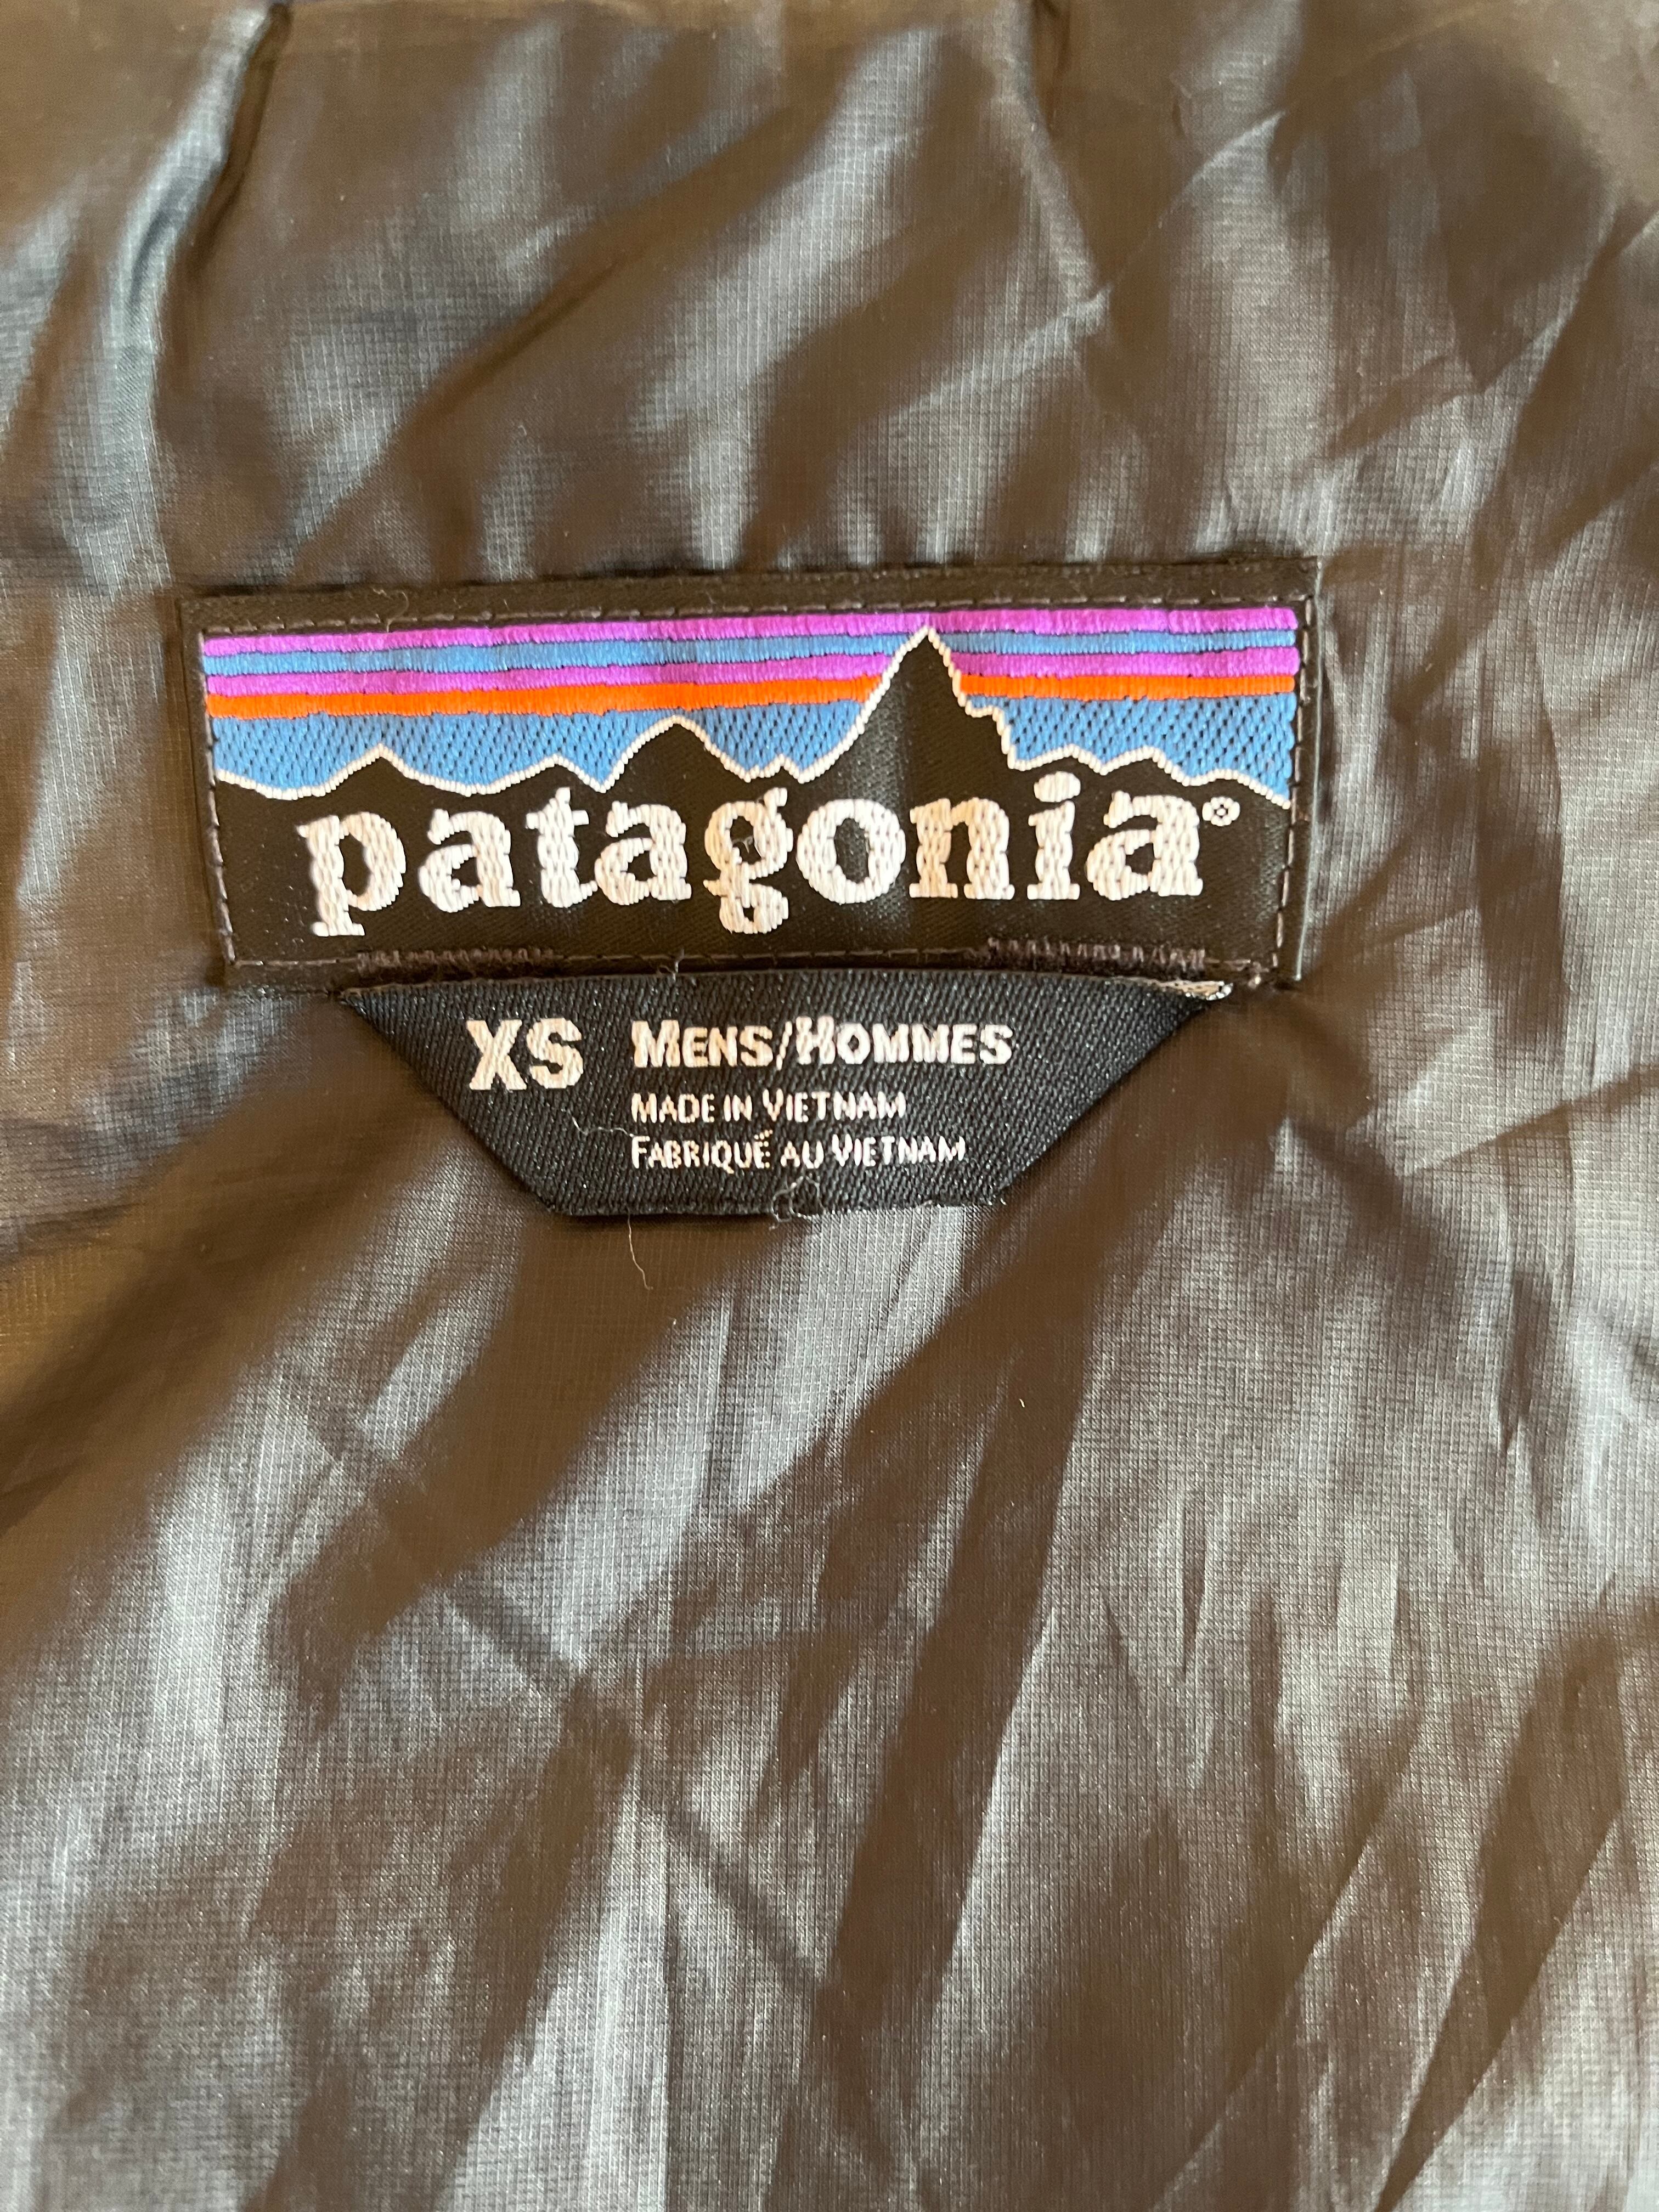 patagonia®
XS MENS/HOMMES
MADE IN VIETNAM
FABRIQUÉ AU VIETNAM